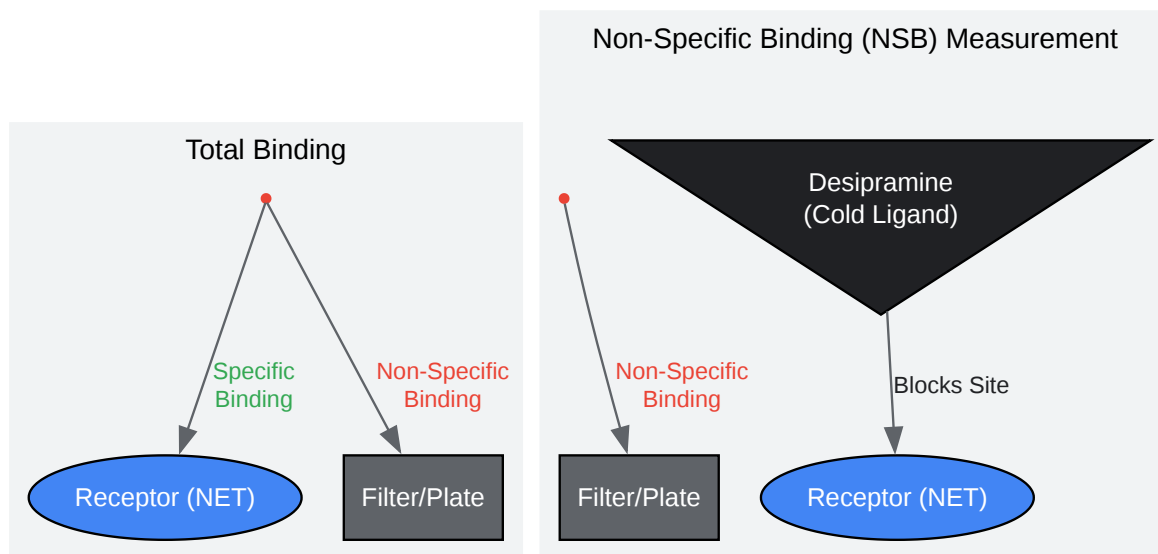 Total Binding
Specific
Binding
Non-Specific
Binding
Receptor (NET)
Filter/Plate
Non-Specific Binding (NSB) Measurement
Desipramine
(Cold Ligand)
Non-Specific
Binding
Blocks Site
Filter/Plate
Receptor (NET)